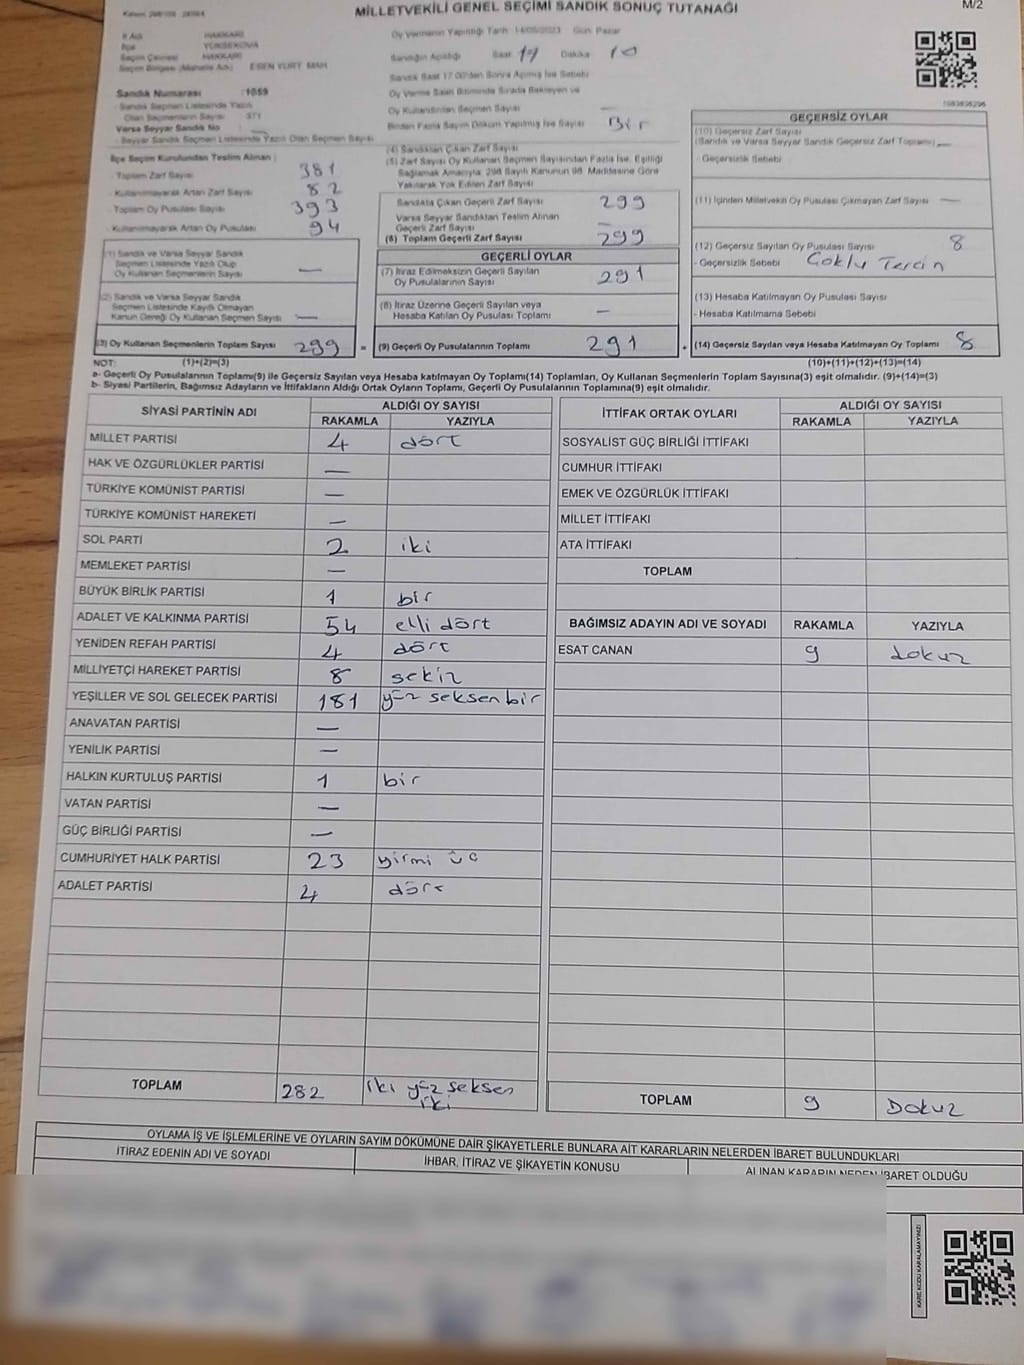 MİLLETVEKİLİ GENEL SEÇİMİ SANDIK SONUÇ TUTANAĞI
M/2
İl Adı HAKKARİ
İlçe YÜKSEKOVA
Seçim Çevresi HAKKARİ
Seçim Bölgesi (Mahalle Adı) ESEN YURT MAH.
Sandık Numarası :1059
- Sandık Seçmen Listesinde Yazılı
Olan Seçmenlerin Sayısı 371
Varsa Seyyar Sandık No —
- Seyyar Sandık Seçmen Listesinde Yazılı Olan Seçmen Sayısı
İlçe Seçim Kurulundan Teslim Alınan ;
- Toplam Zarf Sayısı 381
- Kullanılmayarak Artan Zarf Sayısı 82
- Toplam Oy Pusulası Sayısı 393
- Kullanılmayarak Artan Oy Pusulası 94
(1) Sandık ve Varsa Seyyar Sandık
Seçmen Listesinde Yazılı Olup
Oy Kullanan Seçmenlerin Sayısı —
(2) Sandık ve Varsa Seyyar Sandık
Seçmen Listesinde Kaydı Olmayan
Kanun Gereği Oy Kullanan Seçmen Sayısı —
(3) Oy Kullanan Seçmenlerin Toplam Sayısı 299 =
Oy Vermenin Yapıldığı Tarih 14/05/2023 Gün: Pazar
Sandığın Açıldığı Saat 17 Dakika 10
Sandık Saat 17:00'den Sonra Açılmış İse Sebebi
Oy Verme Saati Bitiminde Sırada Bekleyen ve
Oy Kullandırılan Seçmen Sayısı —
Birden Fazla Sayım Döküm Yapılmış İse Sayısı Bir
(4) Sandıktan Çıkan Zarf Sayısı
(5) Zarf Sayısı Oy Kullanan Seçmen Sayısından Fazla İse, Eşitliği
Sağlamak Amacıyla, 298 Sayılı Kanunun 98. Maddesine Göre
Yakılarak Yok Edilen Zarf Sayısı
Sandıkta Çıkan Geçerli Zarf Sayısı 299
Varsa Seyyar Sandıktan Teslim Alınan
Geçerli Zarf Sayısı —
(6) Toplam Geçerli Zarf Sayısı 299
GEÇERLİ OYLAR
(7) İtiraz Edilmeksizin Geçerli Sayılan
Oy Pusulalarının Sayısı 291
(8) İtiraz Üzerine Geçerli Sayılan veya
Hesaba Katılan Oy Pusulası Toplamı —
(9) Geçerli Oy Pusulalarının Toplamı 291 +
GEÇERSİZ OYLAR
(10) Geçersiz Zarf Sayısı
(Sandık ve Varsa Seyyar Sandık Geçersiz Zarf Toplamı) —
- Geçersizlik Sebebi
(11) İçinden Milletvekili Oy Pusulası Çıkmayan Zarf Sayısı —
(12) Geçersiz Sayılan Oy Pusulası Sayısı 8
- Geçersizlik Sebebi Çoklu Tercih
(13) Hesaba Katılmayan Oy Pusulası Sayısı
- Hesaba Katılmama Sebebi
(14) Geçersiz Sayılan veya Hesaba Katılmayan Oy Toplamı 8
NOT: (1)+(2)=(3) (10)+(11)+(12)+(13)=(14)
a- Geçerli Oy Pusulalarının Toplamı(9) ile Geçersiz Sayılan veya Hesaba katılmayan Oy Toplamı(14) Toplamları, Oy Kullanan Seçmenlerin Toplam Sayısına(3) eşit olmalıdır. (9)+(14)=(3)
b- Siyasi Partilerin, Bağımsız Adayların ve İttifakların Aldığı Ortak Oyların Toplamı, Geçerli Oy Pusulalarının Toplamına(9) eşit olmalıdır.
SİYASİ PARTİNİN ADI ALDIĞI OY SAYISI
RAKAMLA YAZIYLA
MİLLET PARTİSİ 4 dört
HAK VE ÖZGÜRLÜKLER PARTİSİ —
TÜRKİYE KOMÜNİST PARTİSİ —
TÜRKİYE KOMÜNİST HAREKETİ —
SOL PARTİ 2 iki
MEMLEKET PARTİSİ —
BÜYÜK BİRLİK PARTİSİ 1 bir
ADALET VE KALKINMA PARTİSİ 54 elli dört
YENİDEN REFAH PARTİSİ 4 dört
MİLLİYETÇİ HAREKET PARTİSİ 8 sekiz
YEŞİLLER VE SOL GELECEK PARTİSİ 181 yüz seksen bir
ANAVATAN PARTİSİ —
YENİLİK PARTİSİ —
HALKIN KURTULUŞ PARTİSİ 1 bir
VATAN PARTİSİ —
GÜÇ BİRLİĞİ PARTİSİ —
CUMHURİYET HALK PARTİSİ 23 yirmi üç
ADALET PARTİSİ 4 dört
TOPLAM 282 iki yüz seksen
iki
İTTİFAK ORTAK OYLARI ALDIĞI OY SAYISI
RAKAMLA YAZIYLA
SOSYALİST GÜÇ BİRLİĞİ İTTİFAKI
CUMHUR İTTİFAKI
EMEK VE ÖZGÜRLÜK İTTİFAKI
MİLLET İTTİFAKI
ATA İTTİFAKI
TOPLAM
BAĞIMSIZ ADAYIN ADI VE SOYADI RAKAMLA YAZIYLA
ESAT CANAN 9 dokuz
TOPLAM 9 Dokuz
OYLAMA İŞ VE İŞLEMLERİNE VE OYLARIN SAYIM DÖKÜMÜNE DAİR ŞİKAYETLERLE BUNLARA AİT KARARLARIN NELERDEN İBARET BULUNDUKLARI
İTİRAZ EDENİN ADI VE SOYADI İHBAR, İTİRAZ VE ŞİKAYETİN KONUSU ALINAN KARARIN NEDEN İBARET OLDUĞU
KARE KODU KARALAMAYINIZ!